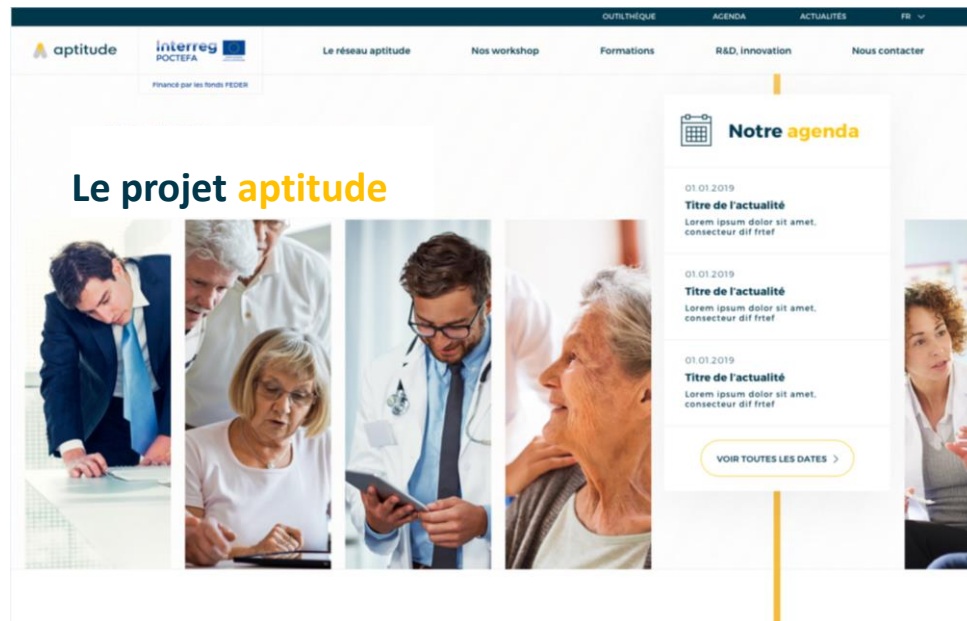 OUTILTHÈQUE AGENDA ACTUALITÉS FR
aptitude
Interreg
POCTEFA
Le réseau aptitude Nos workshop Formations R&D, innovation Nous contacter
Financé par les fonds FEDER
Le projet aptitude
Notre agenda
01.01.2019
Titre de l'actualité
Lorem ipsum dolor sit amet,
consecteur dif frtef
01.01.2019
Titre de l'actualité
Lorem ipsum dolor sit amet,
consecteur dif frtef
01.01.2019
Titre de l'actualité
Lorem ipsum dolor sit amet,
consecteur dif frtef
VOIR TOUTES LES DATES >